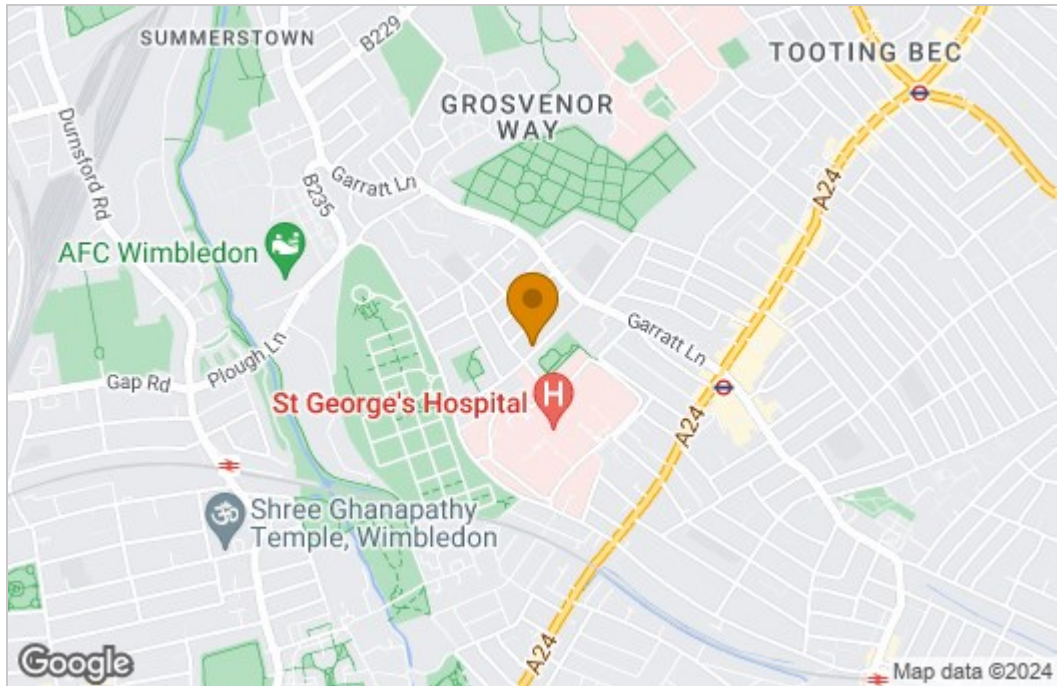 SUMMERSTOWN
B229
TOOTING BEC
GROSVENOR
WAY
Durnsford Rd
Garratt Ln
B235
A24
AFC Wimbledon
Garratt Ln
Plough Ln
Gap Rd
St George's Hospital
H
A24
Shree Ghanapathy
Temple, Wimbledon
A24
Google
Map data ©2024